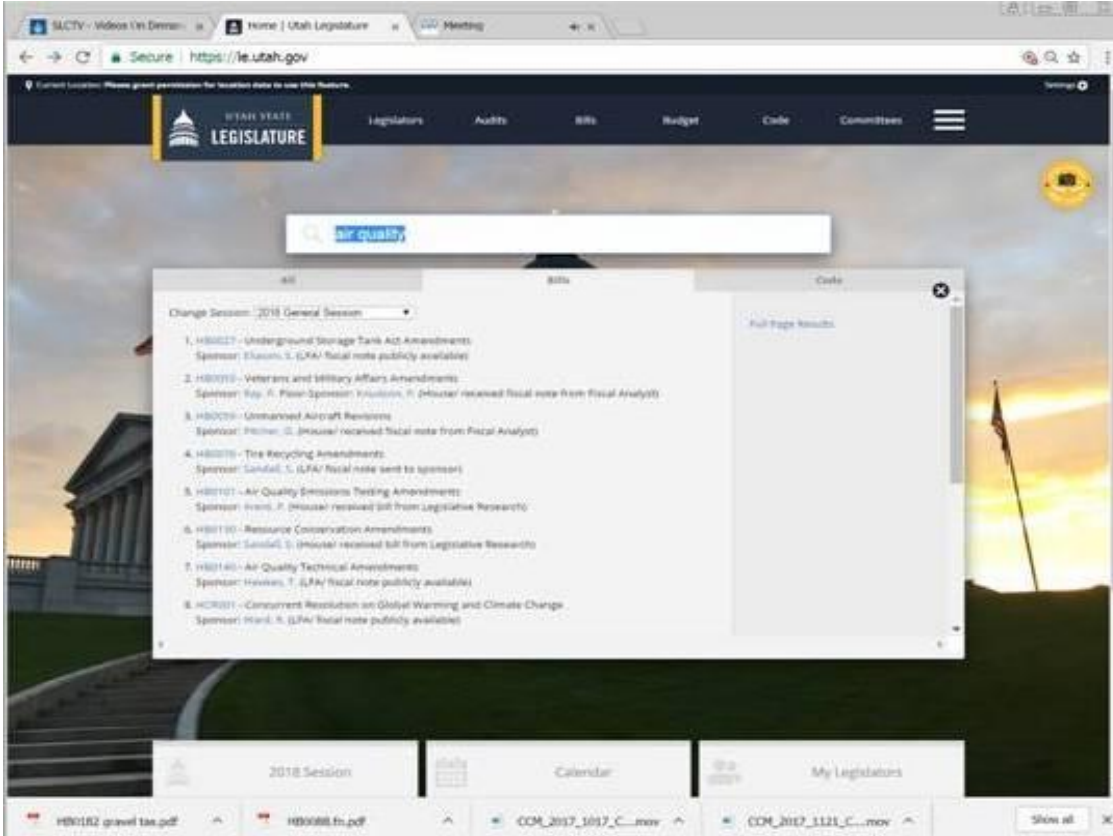 SLCTV - Videos On Deman
Home | Utah Legislature
Meeting
Secure https://le.utah.gov
Current Location: Please grant permission for location data to use this feature.
Settings
UTAH STATE
LEGISLATURE
Legislators Audits Bills Budget Code Committees
air quality
All Bills Code
Change Session: 2018 General Session
Full Page Results
1. HB0027 - Underground Storage Tank Act Amendments
Sponsor: Eliason, S. (LFA/ fiscal note publicly available)
2. - Veterans and Military Affairs Amendments
Sponsor: Ray, P. Floor Sponsor: Knudson, P. (House/ received fiscal note from Fiscal Analyst)
3. HB0059 - Unmanned Aircraft Revisions
Sponsor: Pitcher, D. (House/ received fiscal note from Fiscal Analyst)
4. - Tire Recycling Amendments
Sponsor: Sandall, S. (LFA/ fiscal note sent to sponsor)
5. HB0101 - Air Quality Emissions Testing Amendments
Sponsor: Arent, P. (House/ received bill from Legislative Research)
6. HB0130 - Resource Conservation Amendments
Sponsor: Sandall, S. (House/ received bill from Legislative Research)
7. HB0140 - Air Quality Technical Amendments
Sponsor: Hawkes, T. (LFA/ fiscal note publicly available)
8. HCR001 - Concurrent Resolution on Global Warming and Climate Change
Sponsor: Ward, R. (LFA/ fiscal note publicly available)
2018 Session
Calendar
My Legislators
HB0182 gravel tax.pdf
HB0088.fn.pdf
CCM_2017_1017_C...mov
CCM_2017_1121_C...mov
Show all